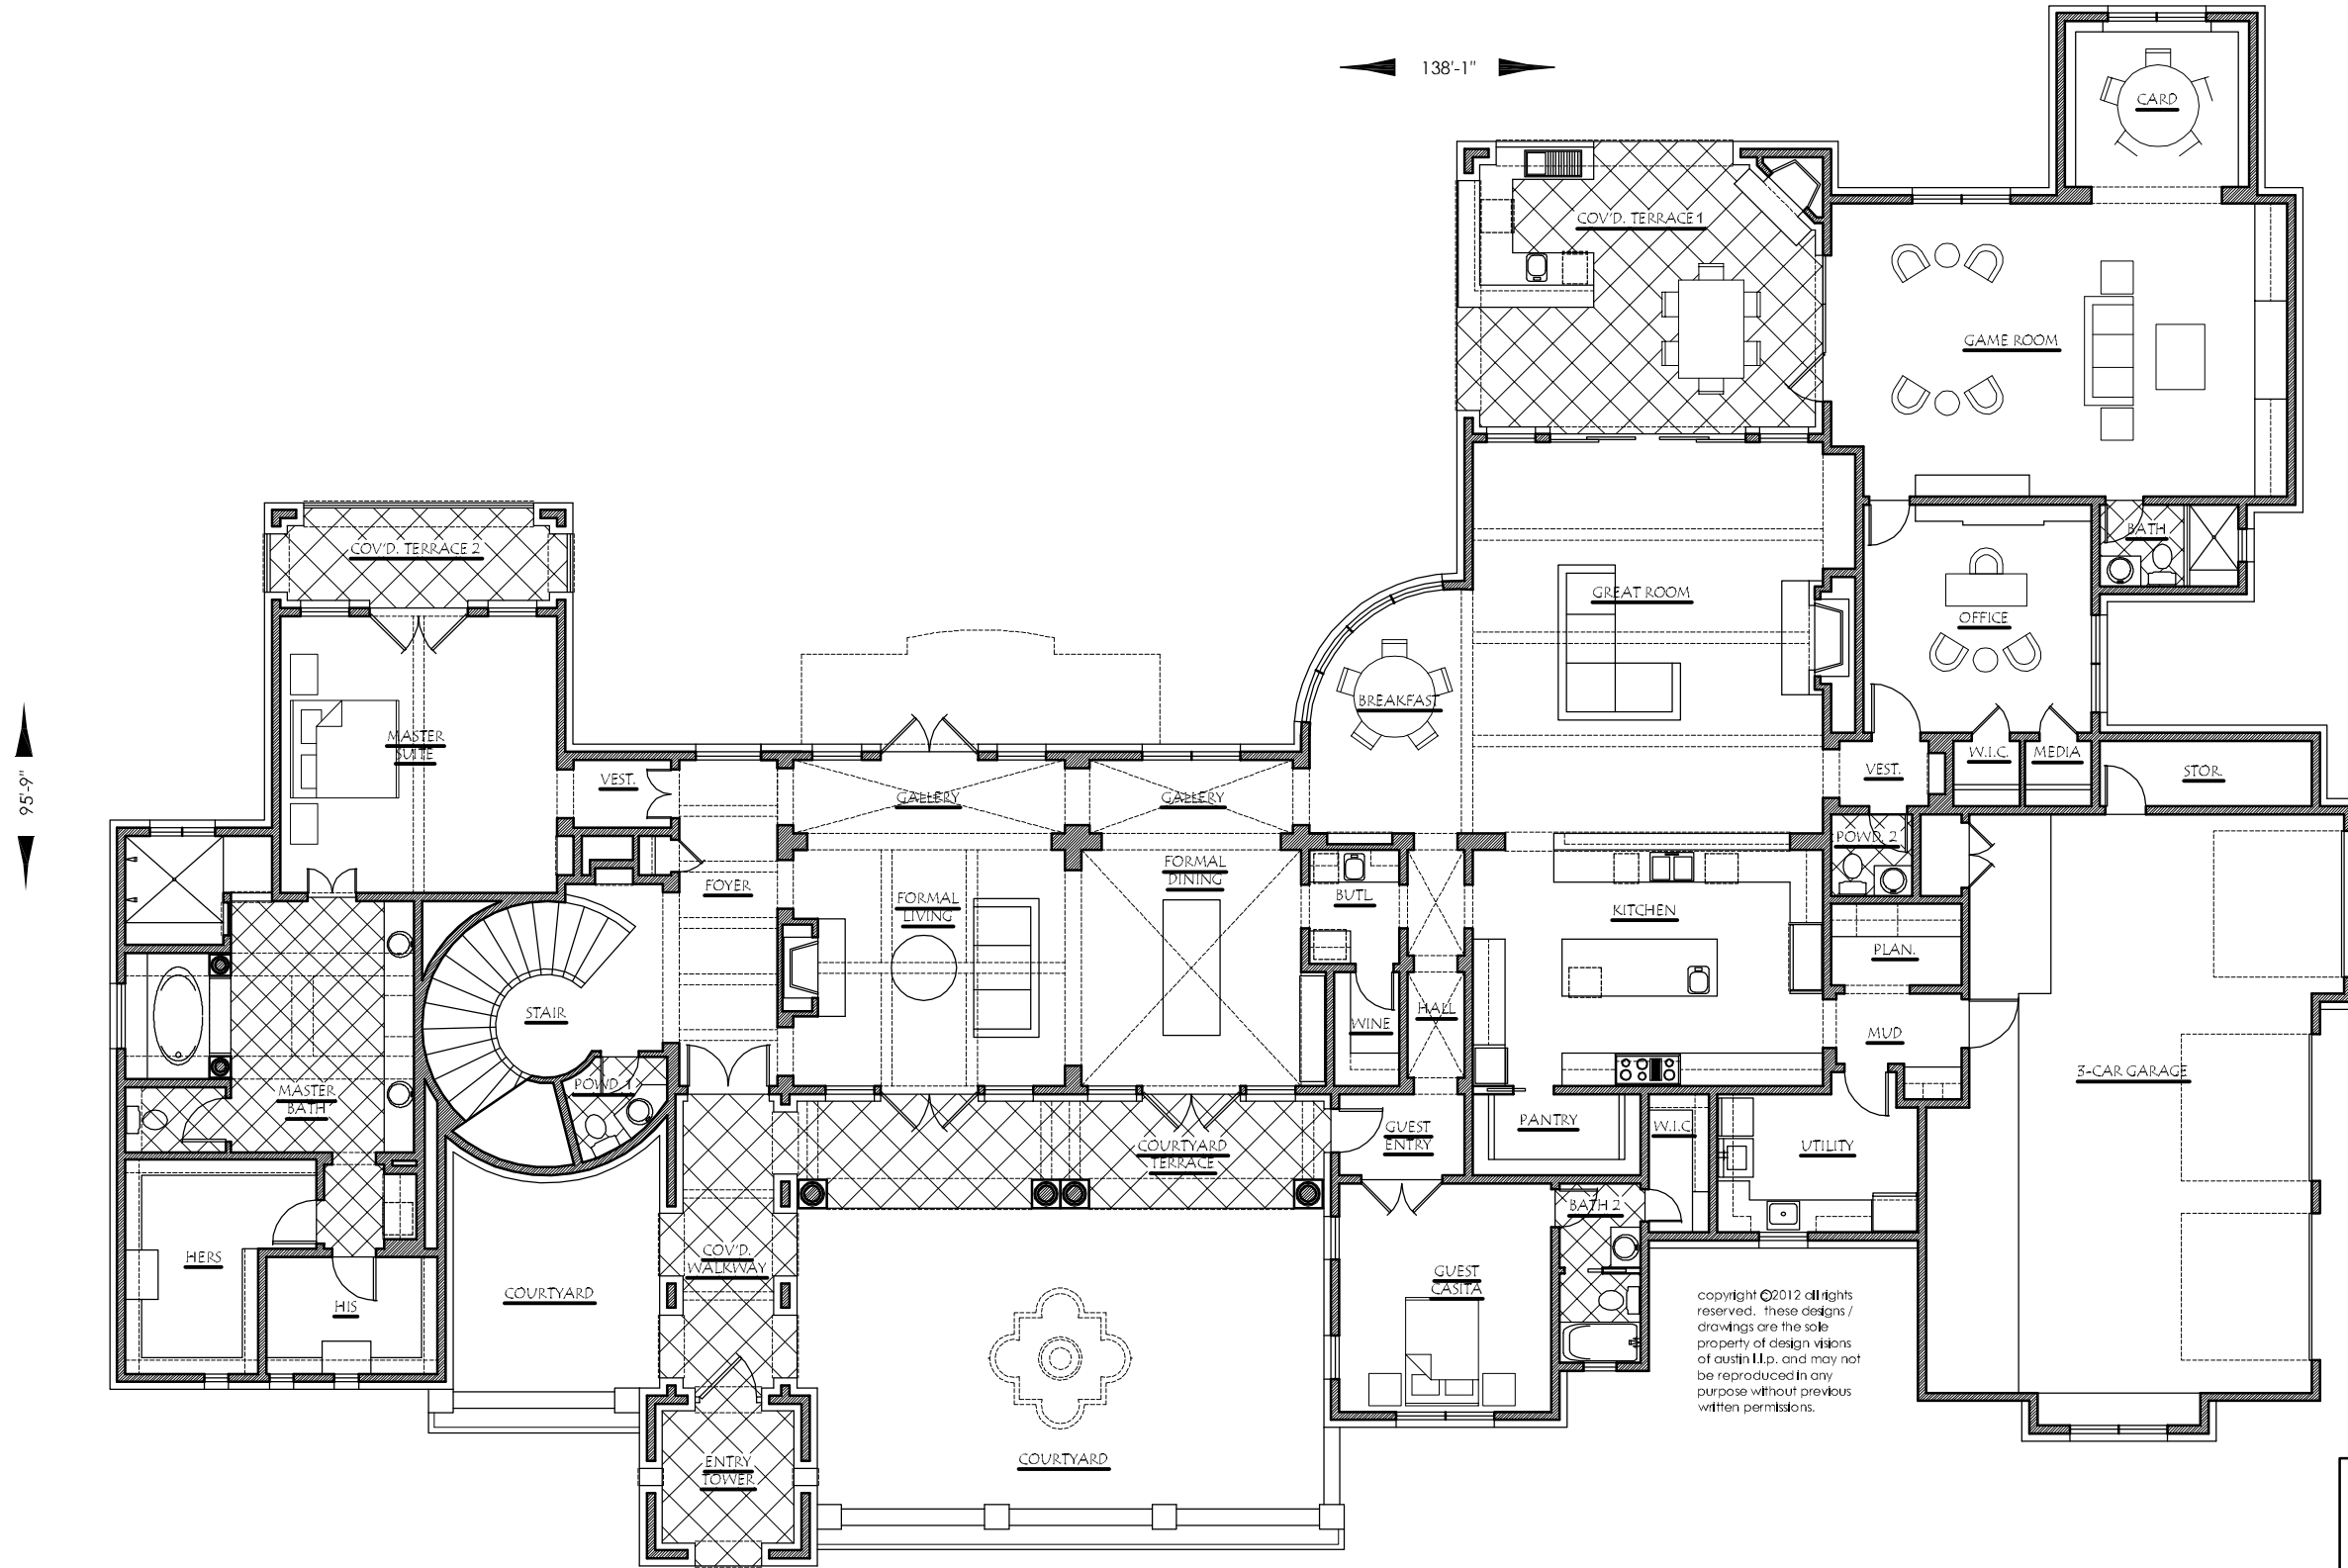 138'-1"
CARD
COV'D. TERRACE 1
GAME ROOM
COV'D. TERRACE 2
BATH
GREAT ROOM
OFFICE
BREAKFAST
MASTER
SUITE
95'-9"
VEST.
GALLERY
GALLERY
VEST.
W.I.C.
MEDIA
STOR.
POWD. 2
FOYER
FORMAL
LIVING
FORMAL
DINING
BUTL.
KITCHEN
PLAN.
STAIR
HALL
WINE
MUD
3-CAR GARAGE
MASTER
BATH
POWD. 1
COURTYARD
TERRACE
GUEST
ENTRY
PANTRY
W.I.C.
UTILITY
BATH 2
HERS
HIS
COURTYARD
COV'D.
WALKWAY
GUEST
CASITA
copyright ©2012 all rights
reserved. these designs /
drawings are the sole
property of design visions
of austin l.l.p. and may not
be reproduced in any
purpose without previous
written permissions.
ENTRY
TOWER
COURTYARD